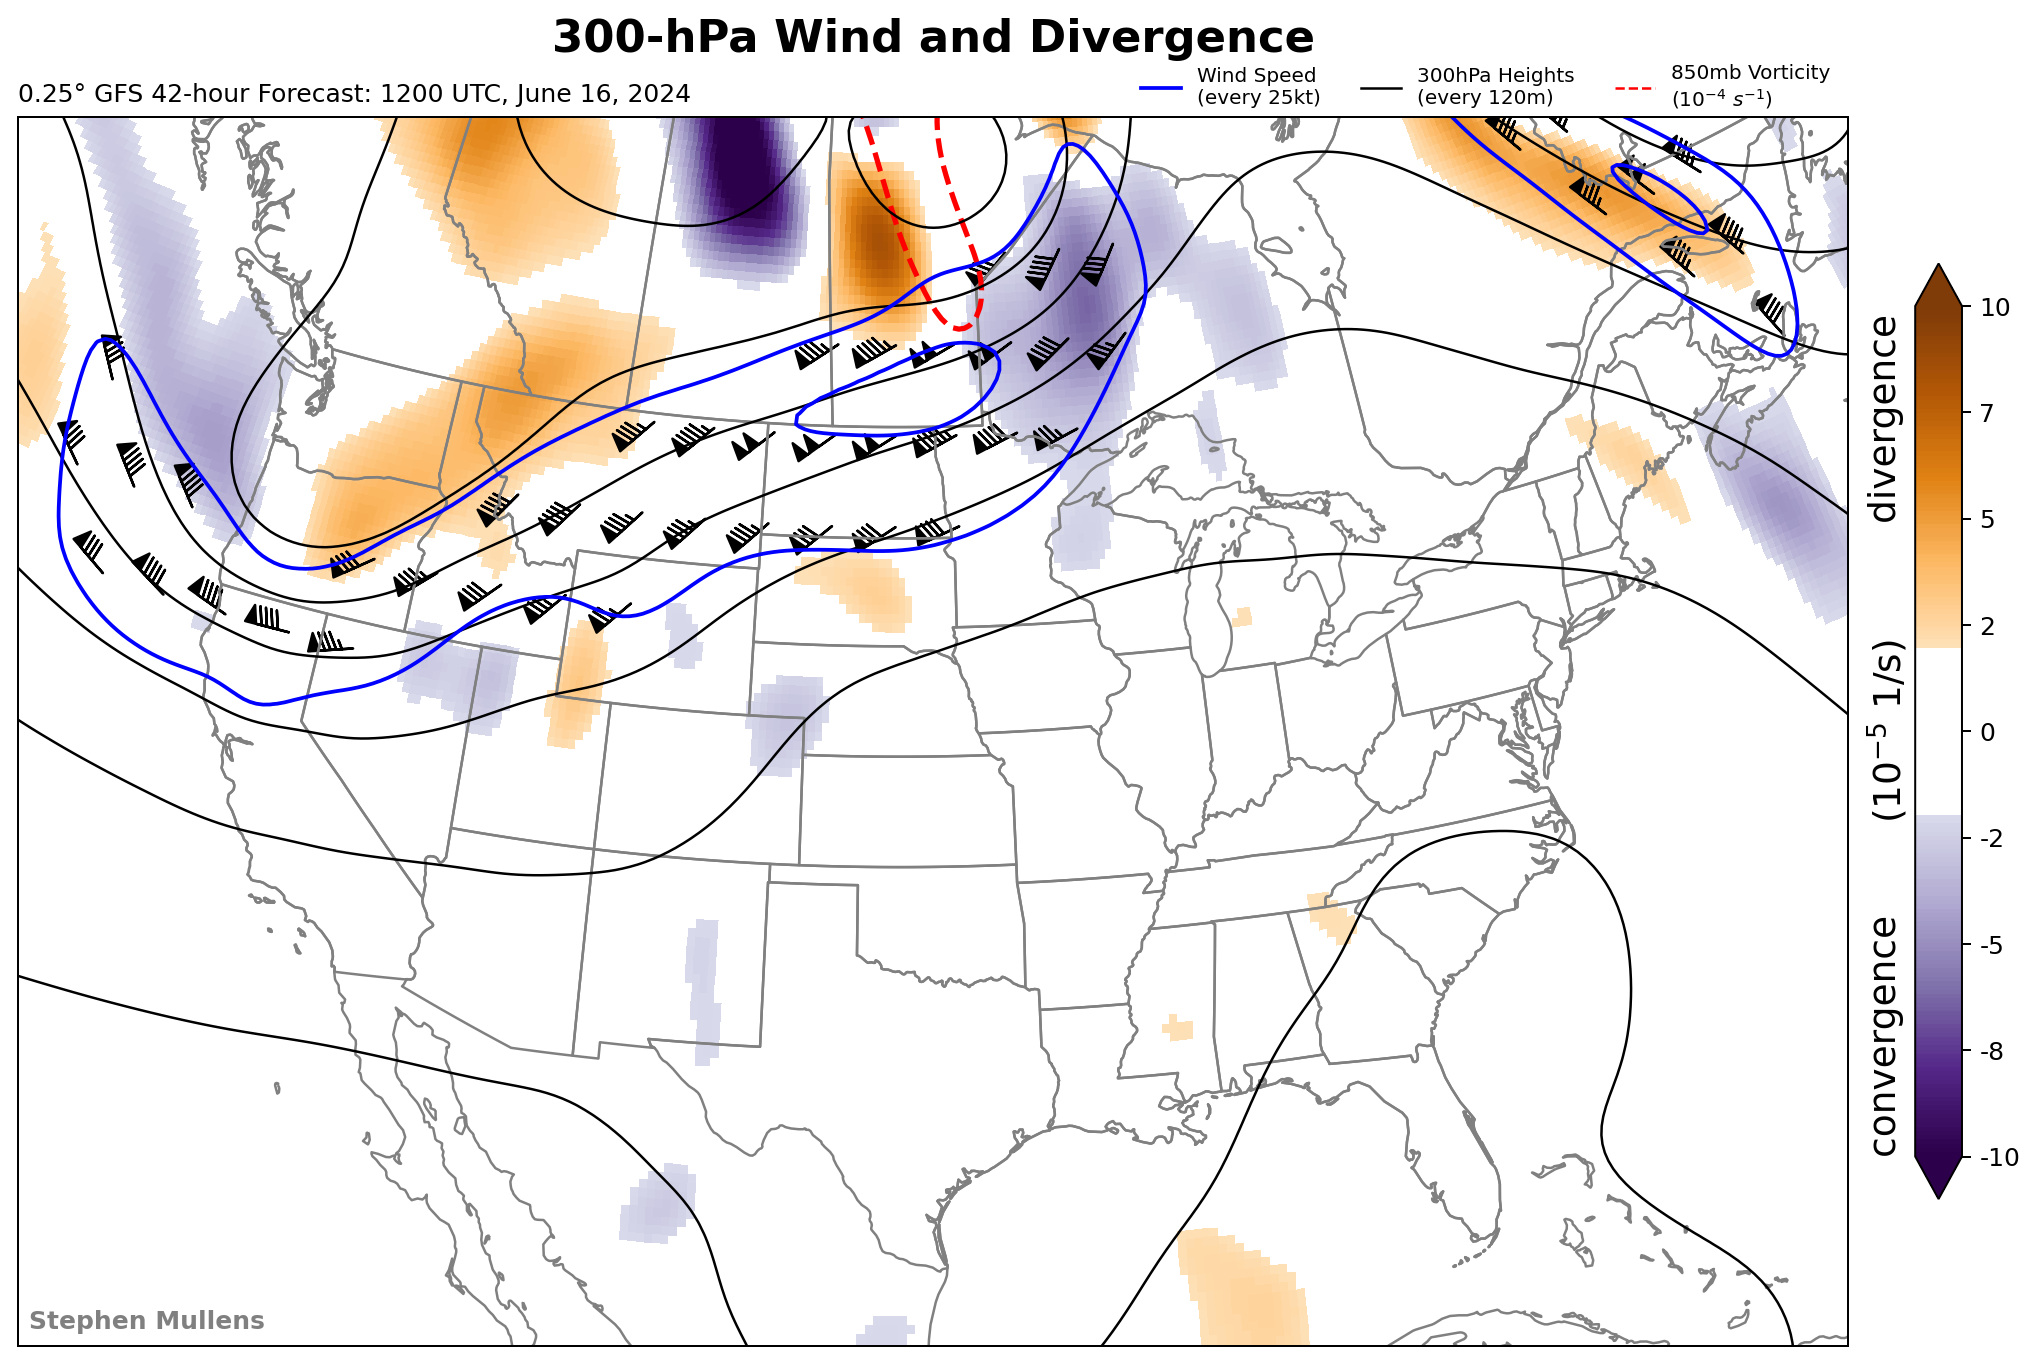 300-hPa Wind and Divergence
0.25° GFS 42-hour Forecast: 1200 UTC, June 16, 2024
Wind Speed
(every 25kt)
300hPa Heights
(every 120m)
850mb Vorticity
(10⁻⁴ s⁻¹)
10
7
5
2
0
-2
-5
-8
-10
convergence (10⁻⁵ 1/s) divergence
Stephen Mullens